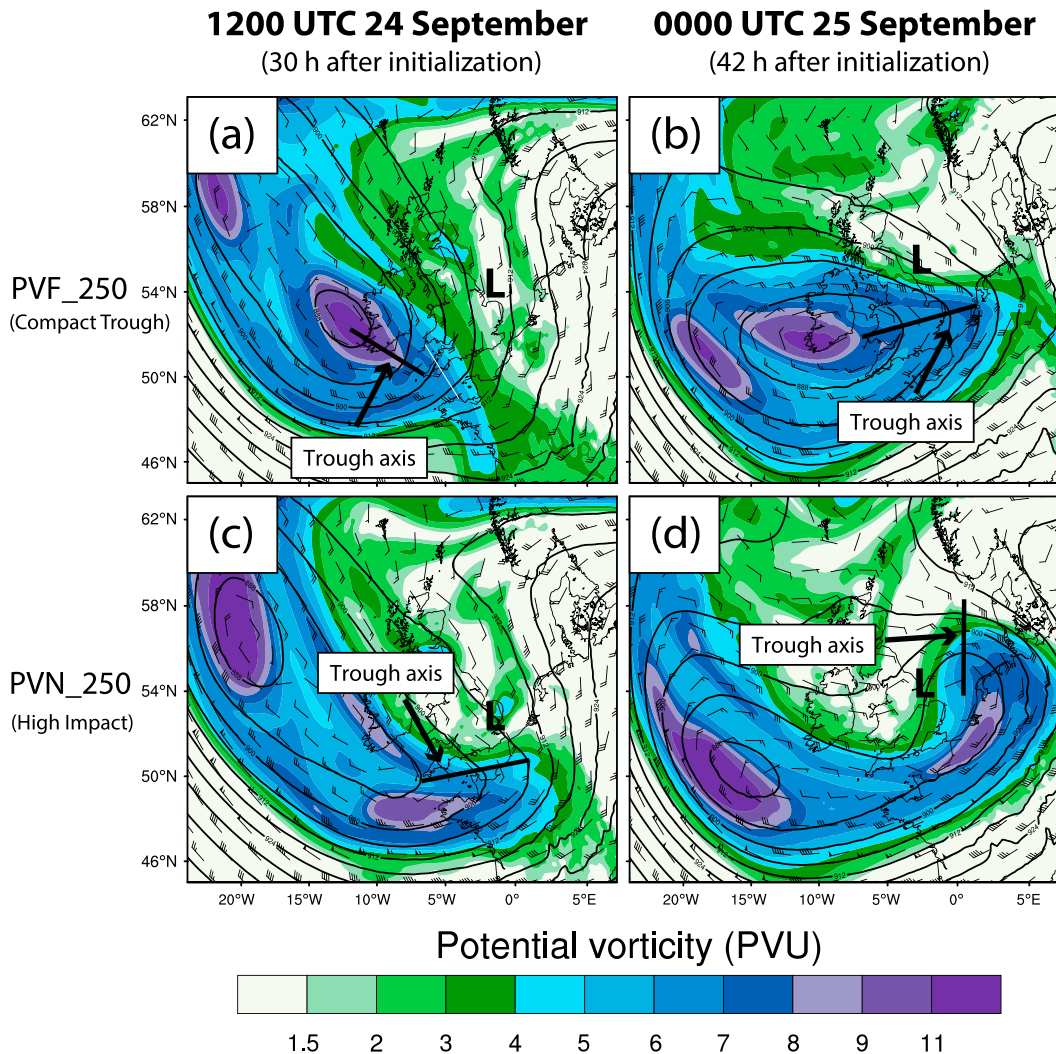 1200 UTC 24 September
(30 h after initialization)
0000 UTC 25 September
(42 h after initialization)
PVF_250
(Compact Trough)
(a)
L
Trough axis
(b)
L
Trough axis
62°N
58°N
54°N
50°N
46°N
PVN_250
(High Impact)
(c)
Trough axis
L
(d)
Trough axis
L
62°N
58°N
54°N
50°N
46°N
20°W 15°W 10°W 5°W 0° 5°E
20°W 15°W 10°W 5°W 0° 5°E
Potential vorticity (PVU)
1.5 2 3 4 5 6 7 8 9 11